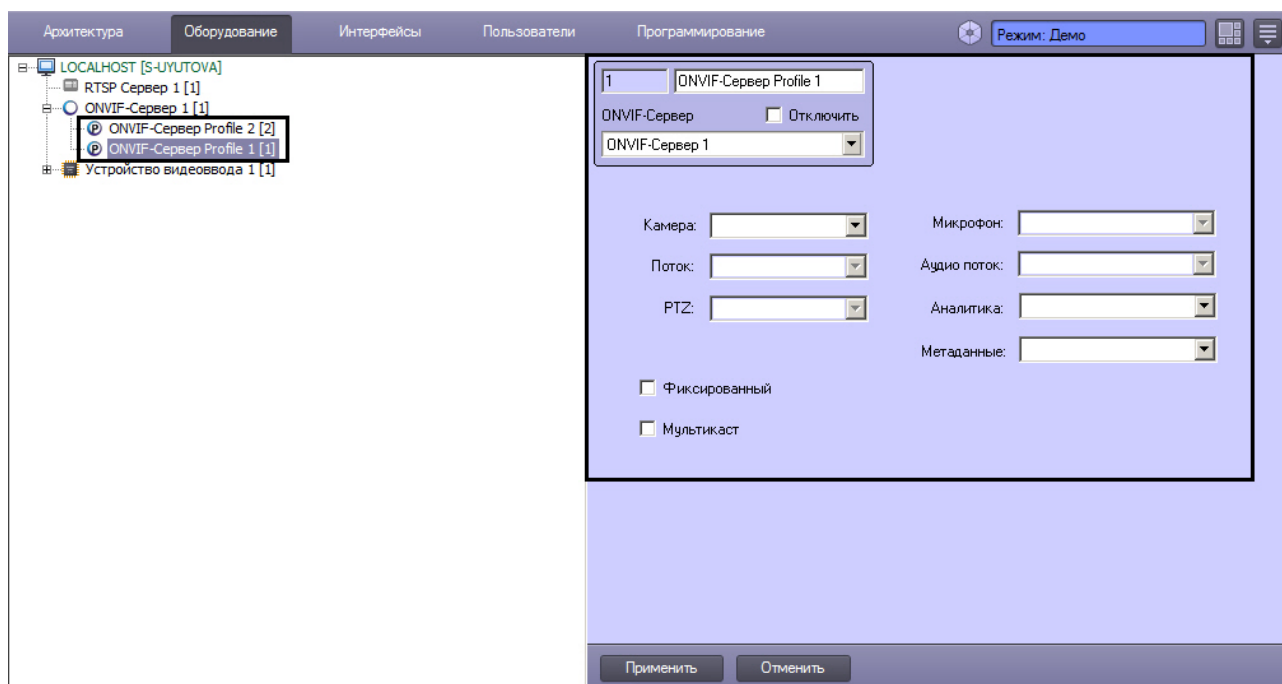 Архитектура Оборудование Интерфейсы Пользователи Программирование Режим: Демо
LOCALHOST [S-UYUTOVA]
RTSP Сервер 1 [1]
ONVIF-Сервер 1 [1]
ONVIF-Сервер Profile 2 [2]
ONVIF-Сервер Profile 1 [1]
Устройство видеоввода 1 [1]
1 ONVIF-Сервер Profile 1
ONVIF-Сервер Отключить
ONVIF-Сервер 1
Камера: Микрофон:
Поток: Аудио поток:
PTZ: Аналитика:
Метаданные:
Фиксированный
Мультикаст
Применить Отменить